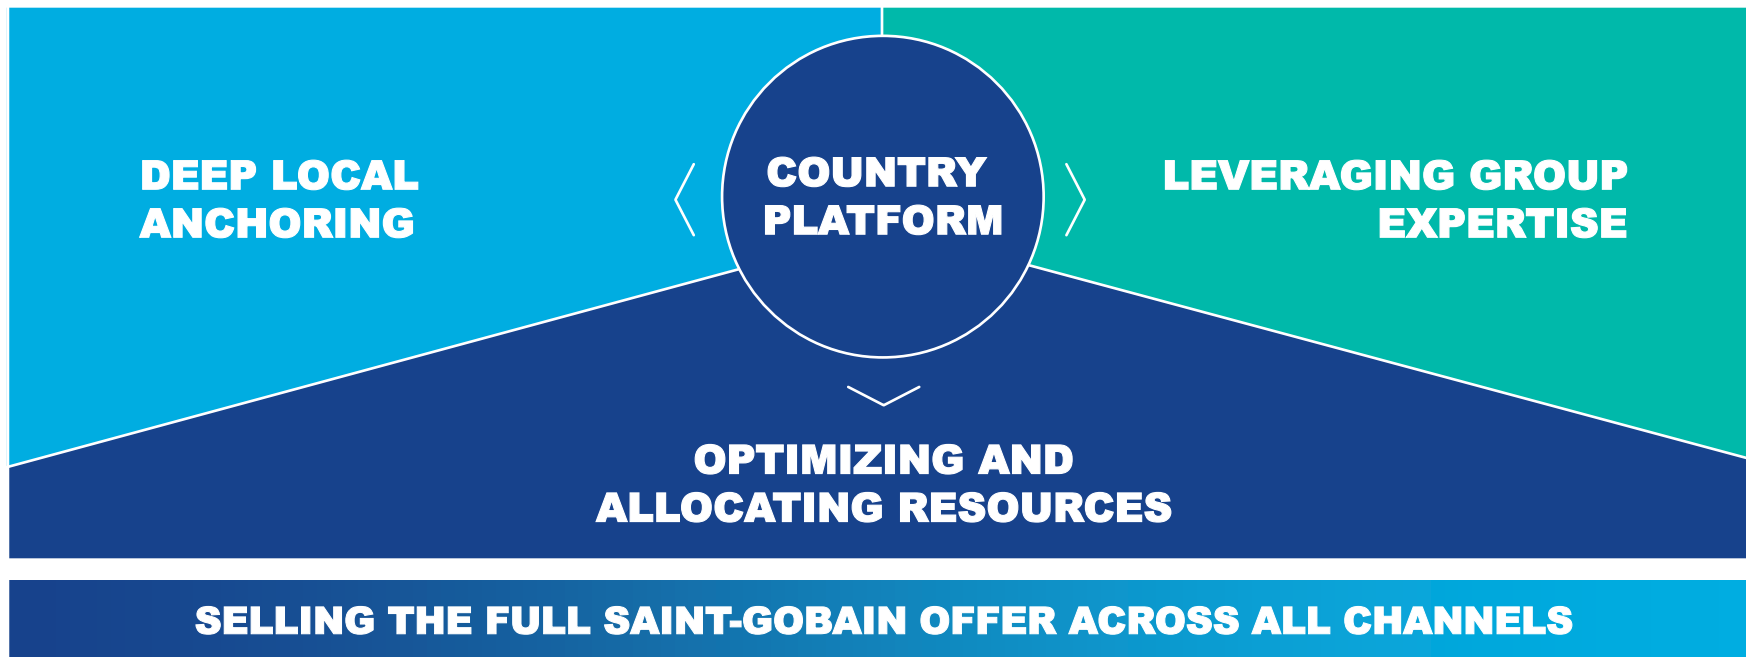 DEEP LOCAL
ANCHORING
COUNTRY
PLATFORM
LEVERAGING GROUP
EXPERTISE
OPTIMIZING AND
ALLOCATING RESOURCES
SELLING THE FULL SAINT-GOBAIN OFFER ACROSS ALL CHANNELS